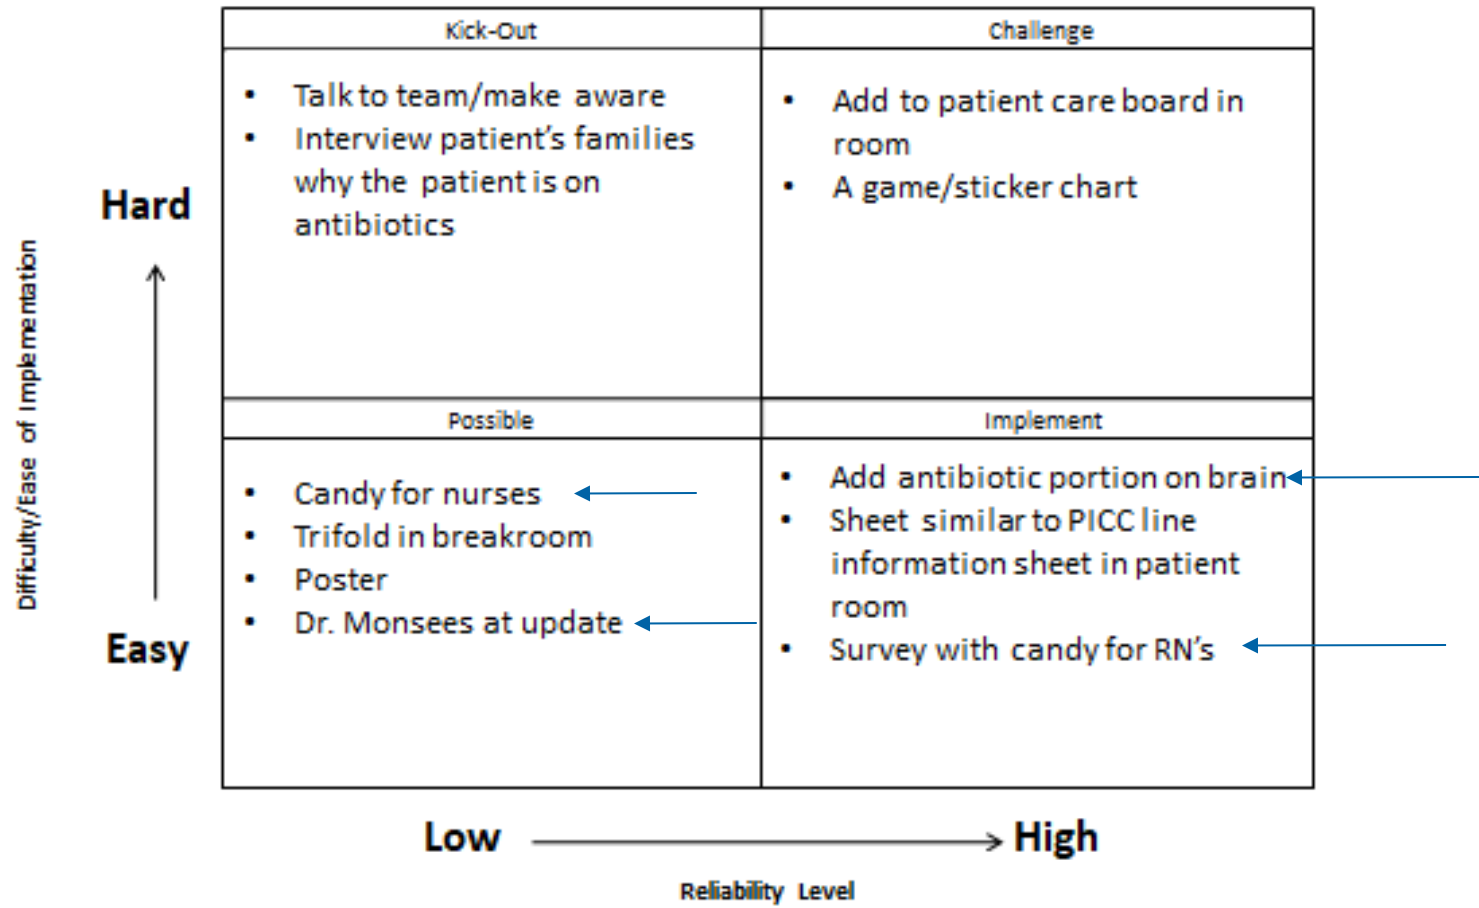 Kick-Out
Challenge
• Talk to team/make aware
• Interview patient's families
why the patient is on
antibiotics
• Add to patient care board in
room
• A game/sticker chart
Hard
Difficulty/Ease of Implementation
Possible
Implement
• Candy for nurses
• Trifold in breakroom
• Poster
• Dr. Monsees at update
• Add antibiotic portion on brain
• Sheet similar to PICC line
information sheet in patient
room
• Survey with candy for RN's
Easy
Low
High
Reliability Level